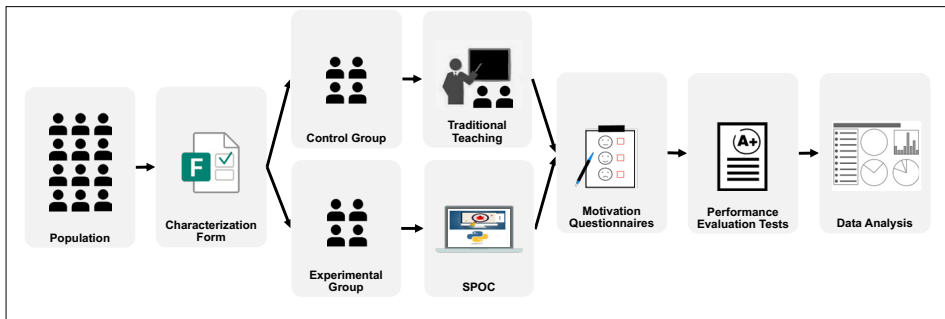 Population
F
Characterization
Form
Control Group
Traditional
Teaching
Experimental
Group
SPOC
Motivation
Questionnaires
A+
Performance
Evaluation Tests
Data Analysis